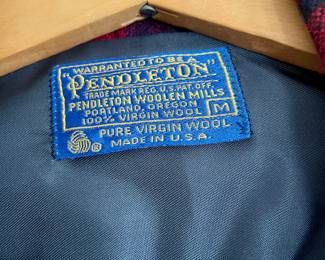 WARRANTED TO BE A
"PENDLETON"
TRADE MARK REG. U.S. PAT. OFF.
PENDLETON WOOLEN MILLS
PORTLAND, OREGON
100% VIRGIN WOOL
M
PURE VIRGIN WOOL
MADE IN U.S.A.